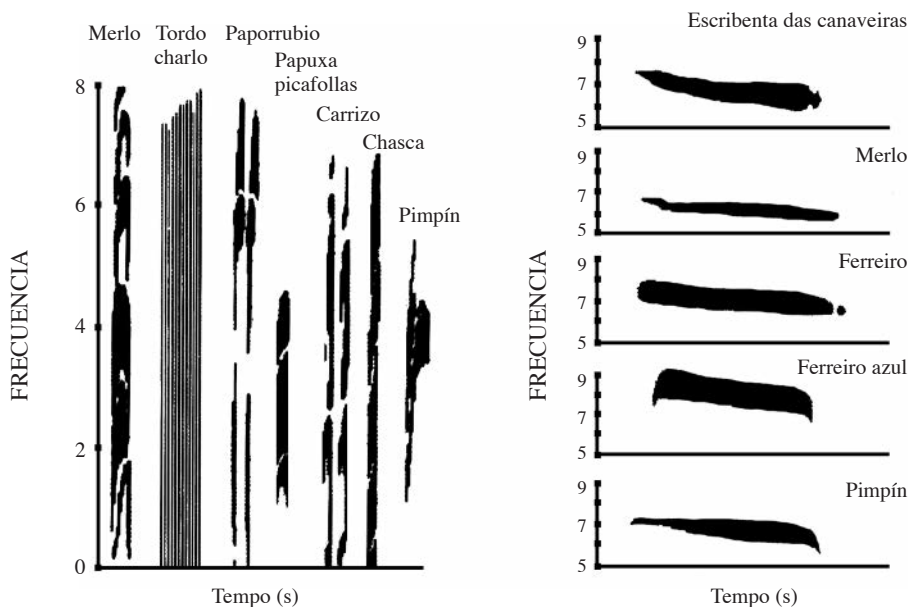 Merlo
Tordo
charlo
Paporrubio
Papuxa
picafollas
Carrizo
Chasca
Pimpín
8
6
4
2
0
FRECUENCIA
Tempo (s)
Escribenta das canaveiras
9
7
5
Merlo
9
7
5
Ferreiro
9
7
5
Ferreiro azul
9
7
5
Pimpín
9
7
5
FRECUENCIA
Tempo (s)